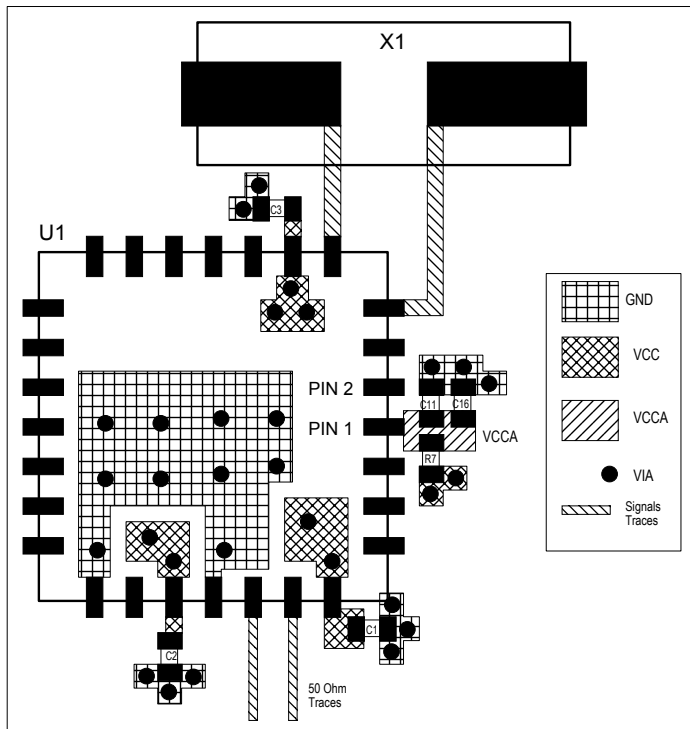 X1
C3
U1
GND
VCC
VCCA
VIA
Signals
Traces
PIN 2
PIN 1
C11
C16
VCCA
R7
C1
C2
50 Ohm
Traces